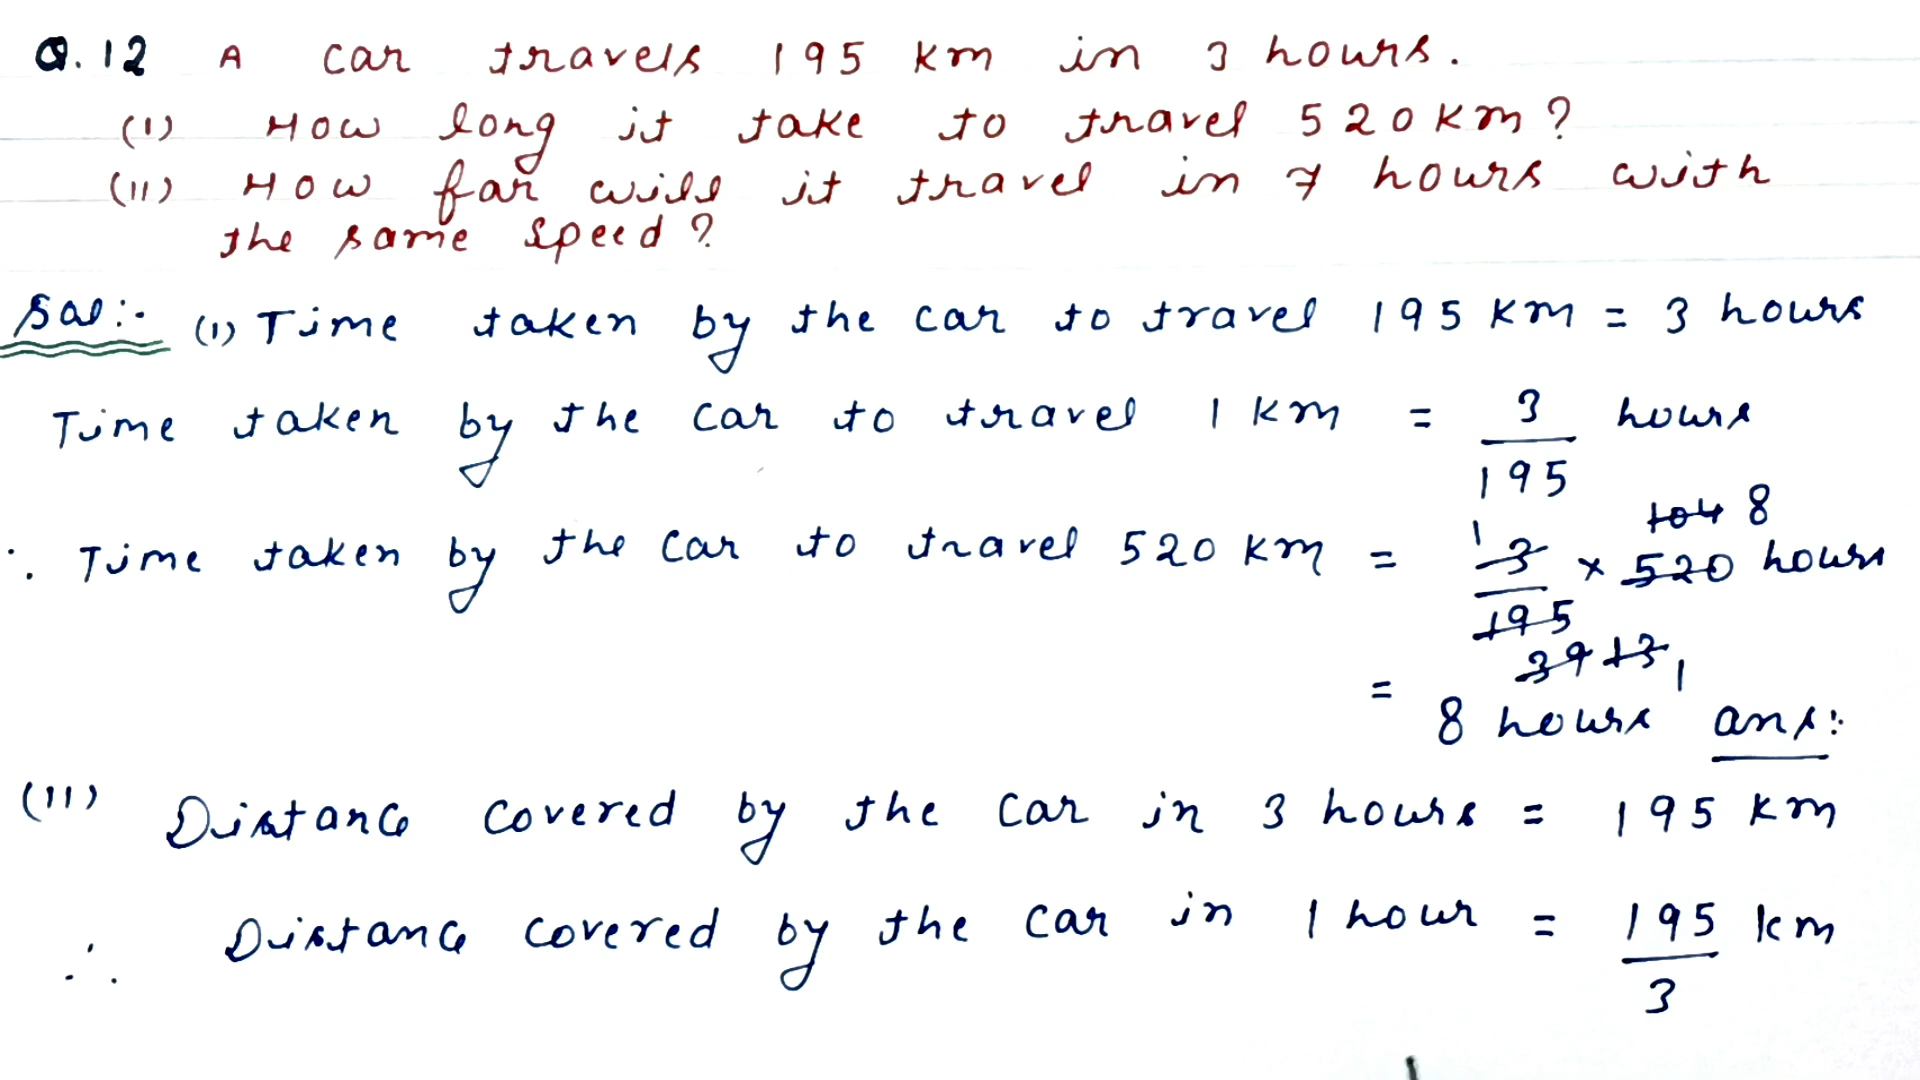 Q. 12 A car travels 195 km in 3 hours.
(i) How long it take to travel 520 km?
(ii) How far will it travel in 7 hours with
the same speed?
Sol:- (i) Time taken by the car to travel 195 km = 3 hours
Time taken by the car to travel 1 km = 3/195 hours
∴ Time taken by the car to travel 520 km = 3/195 × 520 hours
1 104 8
39 13 1
= 8 hours ans:
(ii) Distance covered by the car in 3 hours = 195 km
∴ Distance covered by the car in 1 hour = 195/3 km